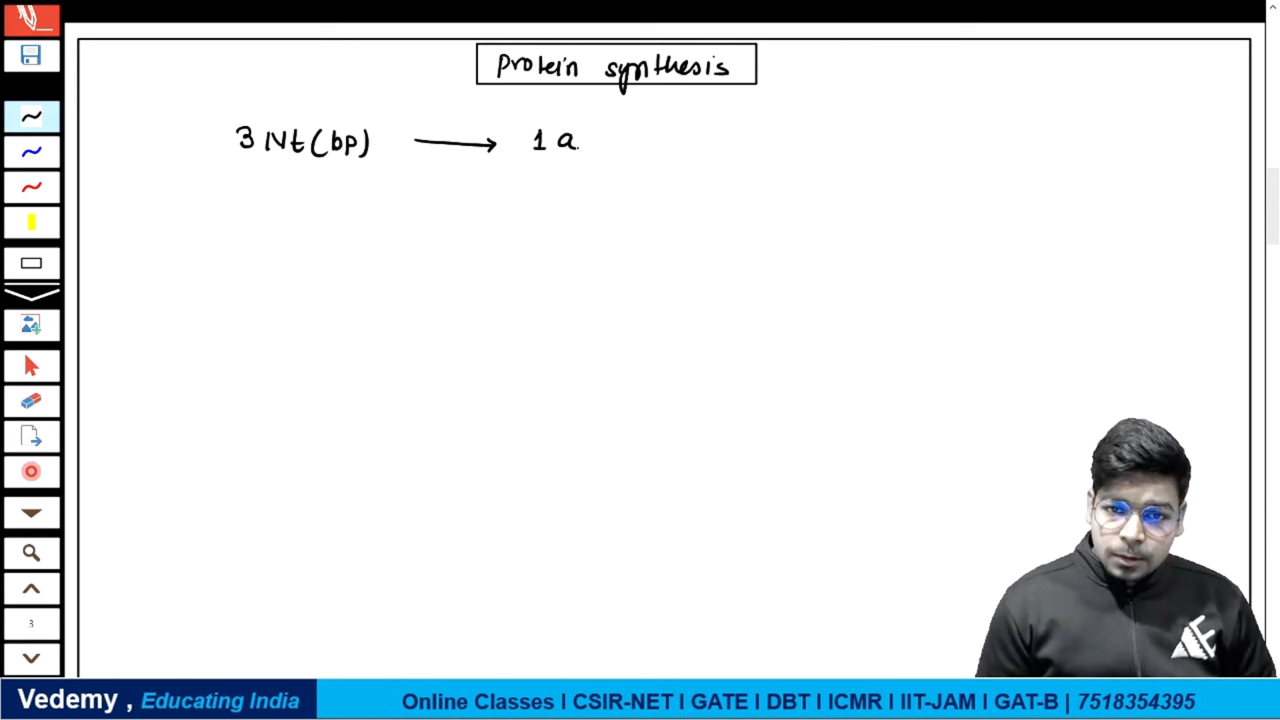 Protein synthesis
3 Nt(bp) → 1 a
3
Vedemy , Educating India
Online Classes I CSIR-NET I GATE I DBT I ICMR I IIT-JAM I GAT-B | 7518354395